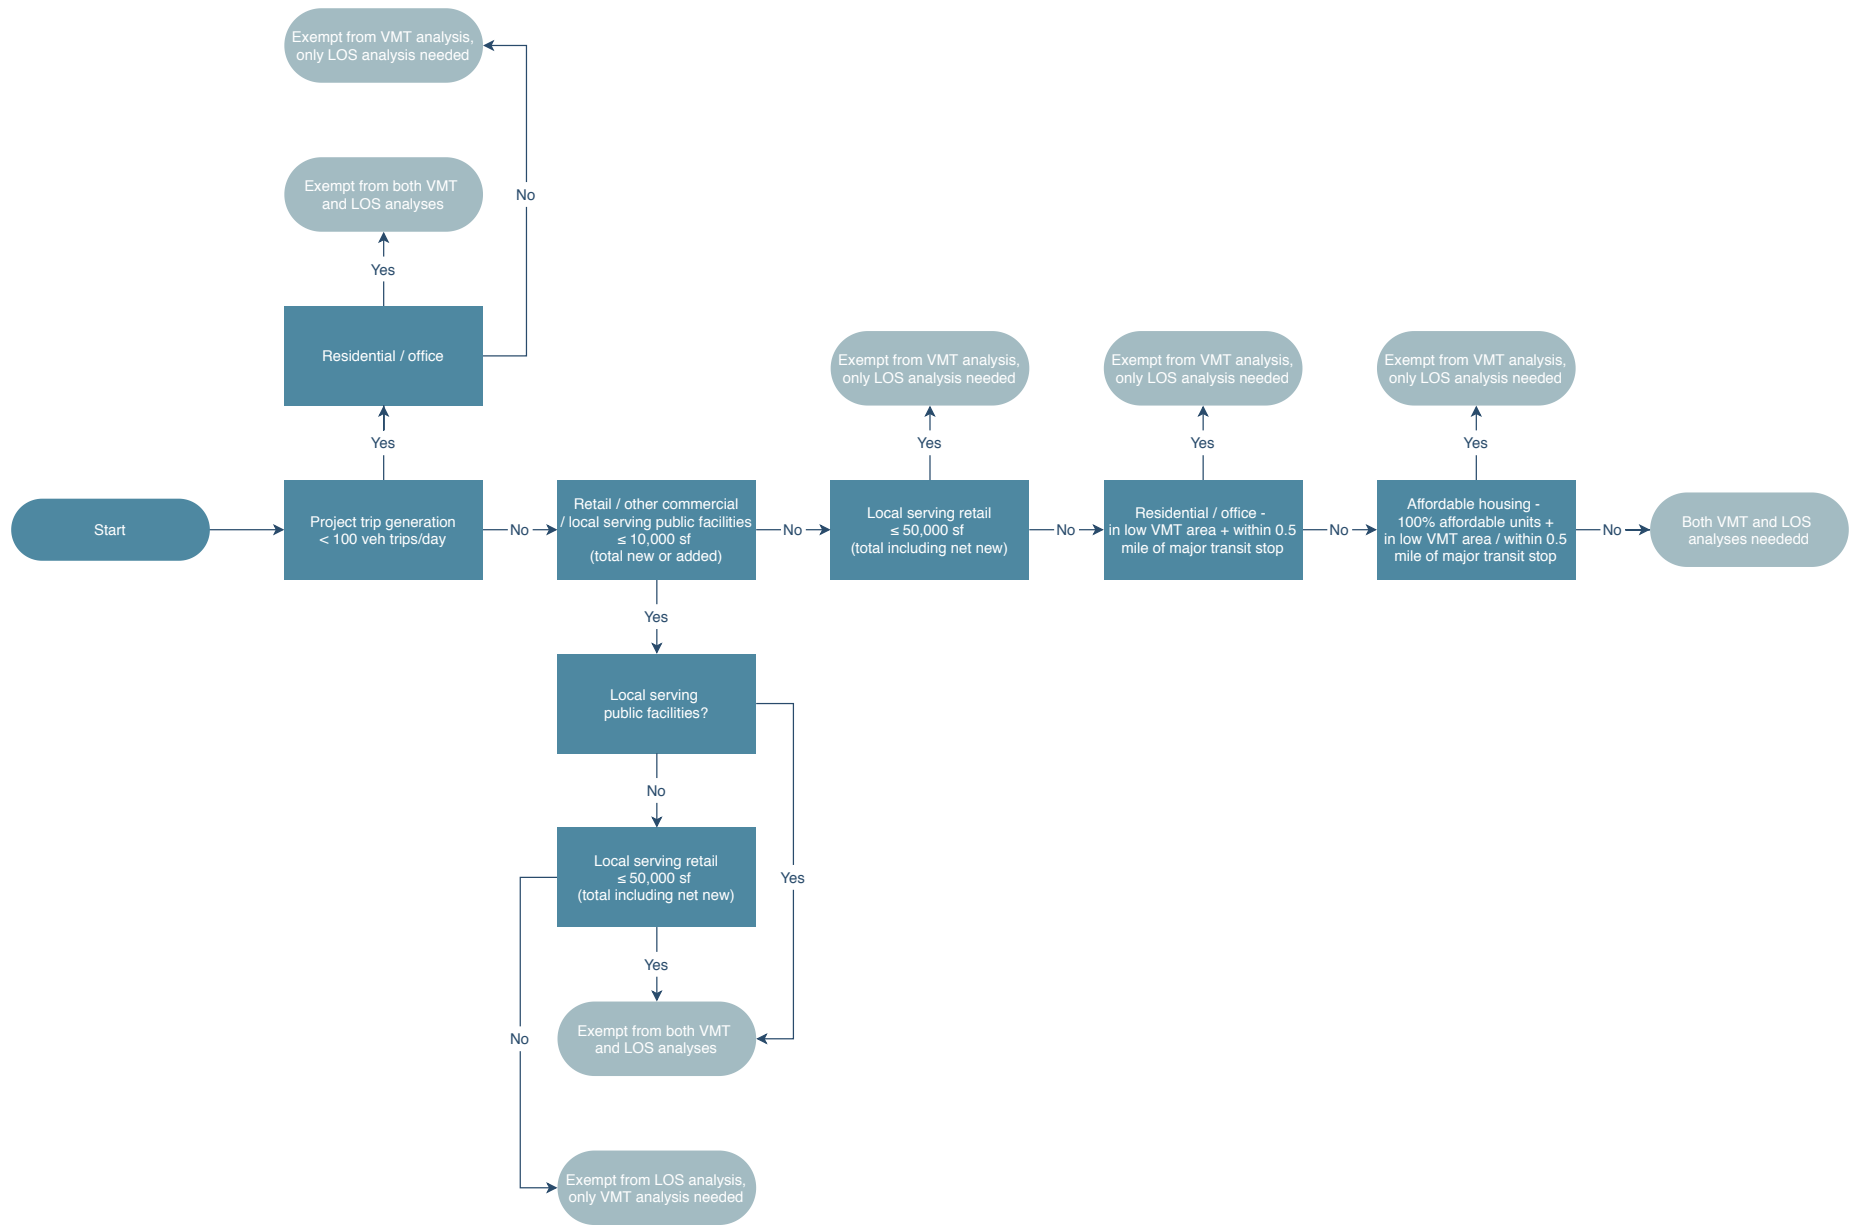 Exempt from VMT analysis,
only LOS analysis needed
No
Exempt from both VMT
and LOS analyses
Yes
Residential / office
Yes
Exempt from VMT analysis,
only LOS analysis needed
Yes
Exempt from VMT analysis,
only LOS analysis needed
Yes
Exempt from VMT analysis,
only LOS analysis needed
Yes
Start
Project trip generation
< 100 veh trips/day
No
Retail / other commercial
/ local serving public facilities
≤ 10,000 sf
(total new or added)
No
Local serving retail
≤ 50,000 sf
(total including net new)
No
Residential / office -
in low VMT area + within 0.5
mile of major transit stop
No
Affordable housing -
100% affordable units +
in low VMT area / within 0.5
mile of major transit stop
No
Both VMT and LOS
analyses neededd
Yes
Local serving
public facilities?
No
Yes
Local serving retail
≤ 50,000 sf
(total including net new)
Yes
No
Exempt from both VMT
and LOS analyses
Exempt from LOS analysis,
only VMT analysis needed